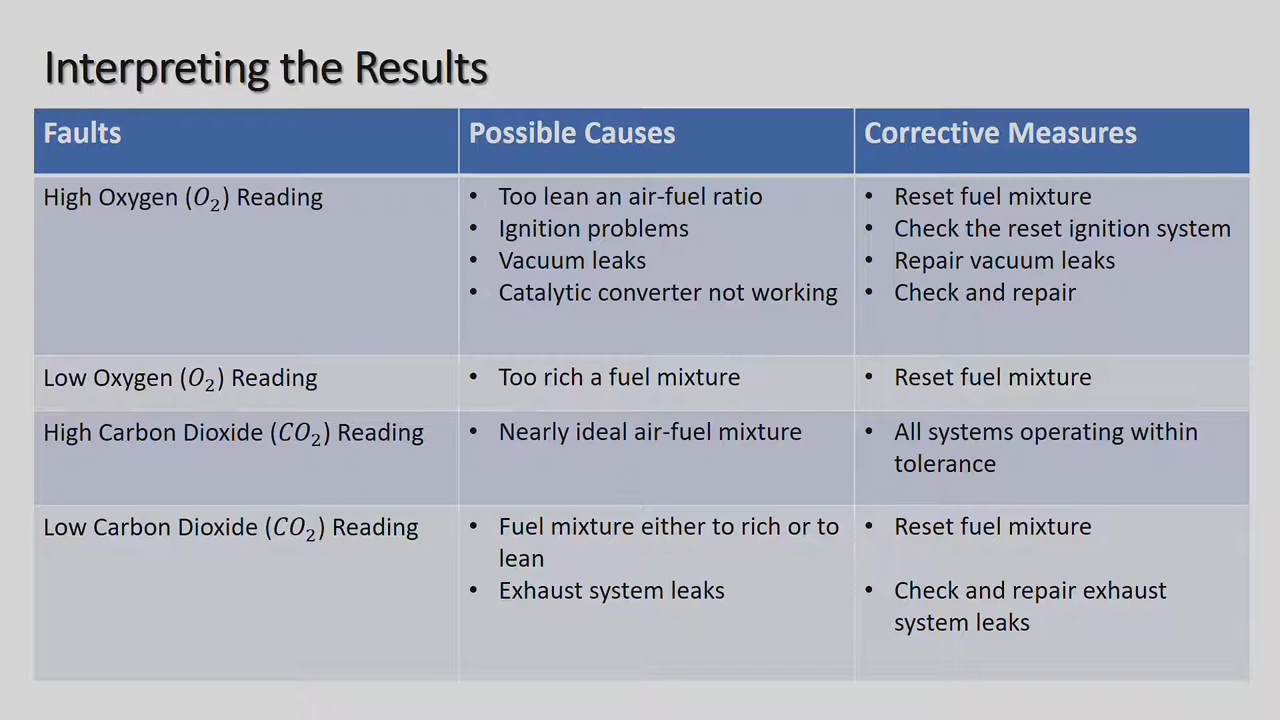 Interpreting the Results
Faults
Possible Causes
Corrective Measures
High Oxygen (O₂) Reading
• Too lean an air-fuel ratio
• Ignition problems
• Vacuum leaks
• Catalytic converter not working
• Reset fuel mixture
• Check the reset ignition system
• Repair vacuum leaks
• Check and repair
Low Oxygen (O₂) Reading
• Too rich a fuel mixture
• Reset fuel mixture
High Carbon Dioxide (CO₂) Reading
• Nearly ideal air-fuel mixture
• All systems operating within
tolerance
Low Carbon Dioxide (CO₂) Reading
• Fuel mixture either to rich or to
lean
• Exhaust system leaks
• Reset fuel mixture
• Check and repair exhaust
system leaks